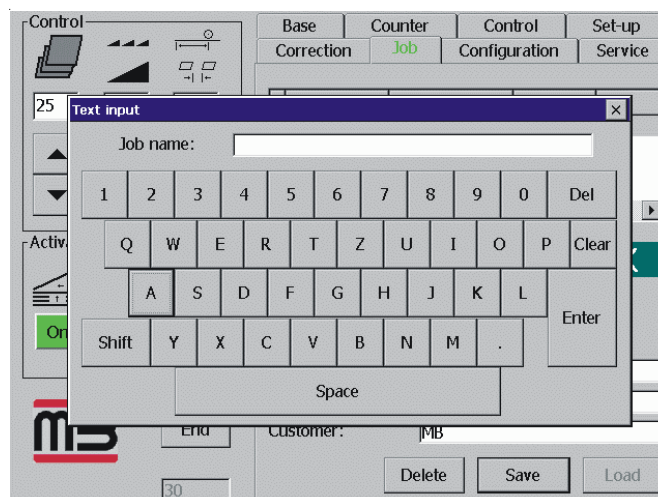 Control
Base Counter Control Set-up
Correction Job Configuration Service
25
Text input
Job name:
1 2 3 4 5 6 7 8 9 0 Del
Q W E R T Z U I O P Clear
A S D F G H J K L Enter
Shift Y X C V B N M .
Space
On
mB End Customer: MB
Delete Save Load
30